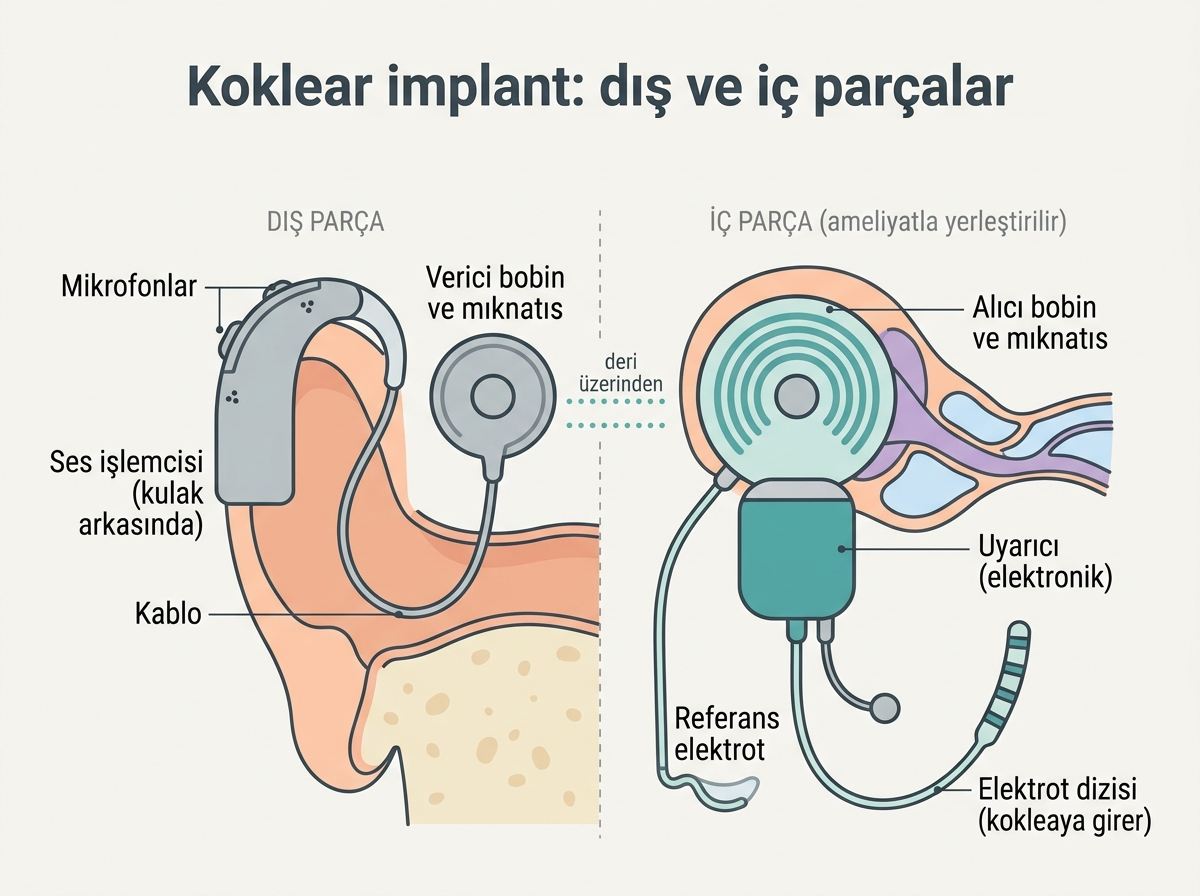 Koklear implant: dış ve iç parçalar
DIŞ PARÇA
Mikrofonlar
Verici bobin
ve mıknatıs
Ses işlemcisi
(kulak
arkasında)
Kablo
deri
üzerinden
İÇ PARÇA (ameliyatla yerleştirilir)
Alıcı bobin
ve mıknatıs
Uyarıcı
(elektronik)
Referans
elektrot
Elektrot dizisi
(kokleaya girer)